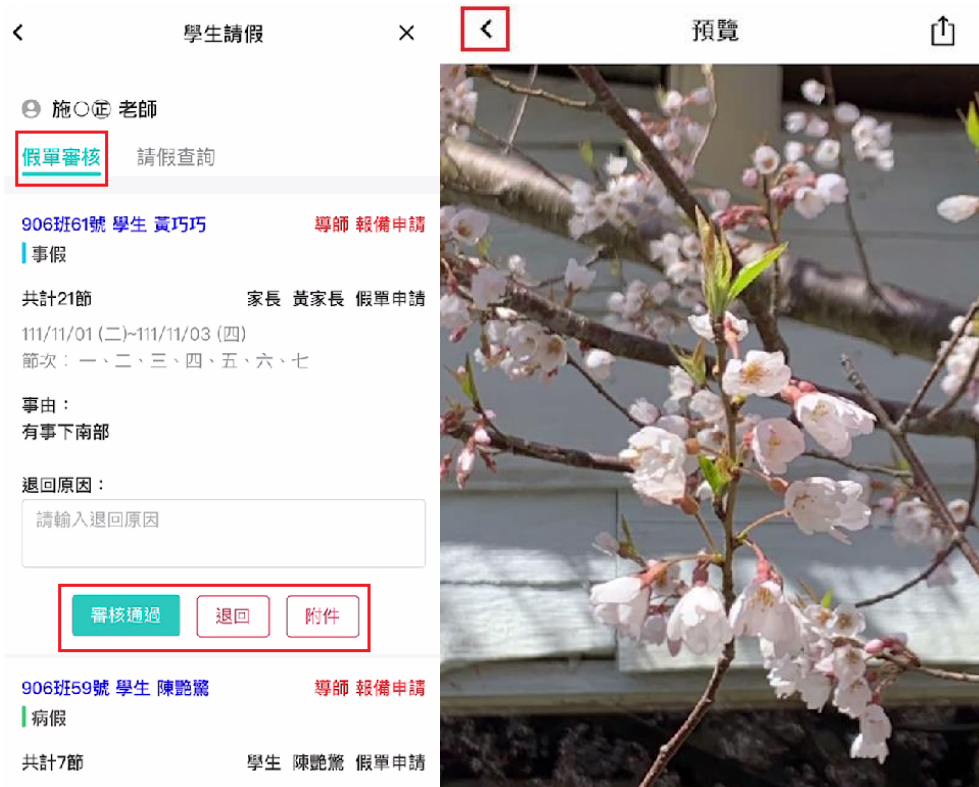 學生請假
施○㊣ 老師
假單審核 請假查詢
906班61號 學生 黃巧巧 導師 報備申請
事假
共計21節 家長 黃家長 假單申請
111/11/01 (二)~111/11/03 (四)
節次：一、二、三、四、五、六、七
事由：
有事下南部
退回原因：
請輸入退回原因
審核通過 退回 附件
906班59號 學生 陳艷驚 導師 報備申請
病假
共計7節 學生 陳艷驚 假單申請
預覽